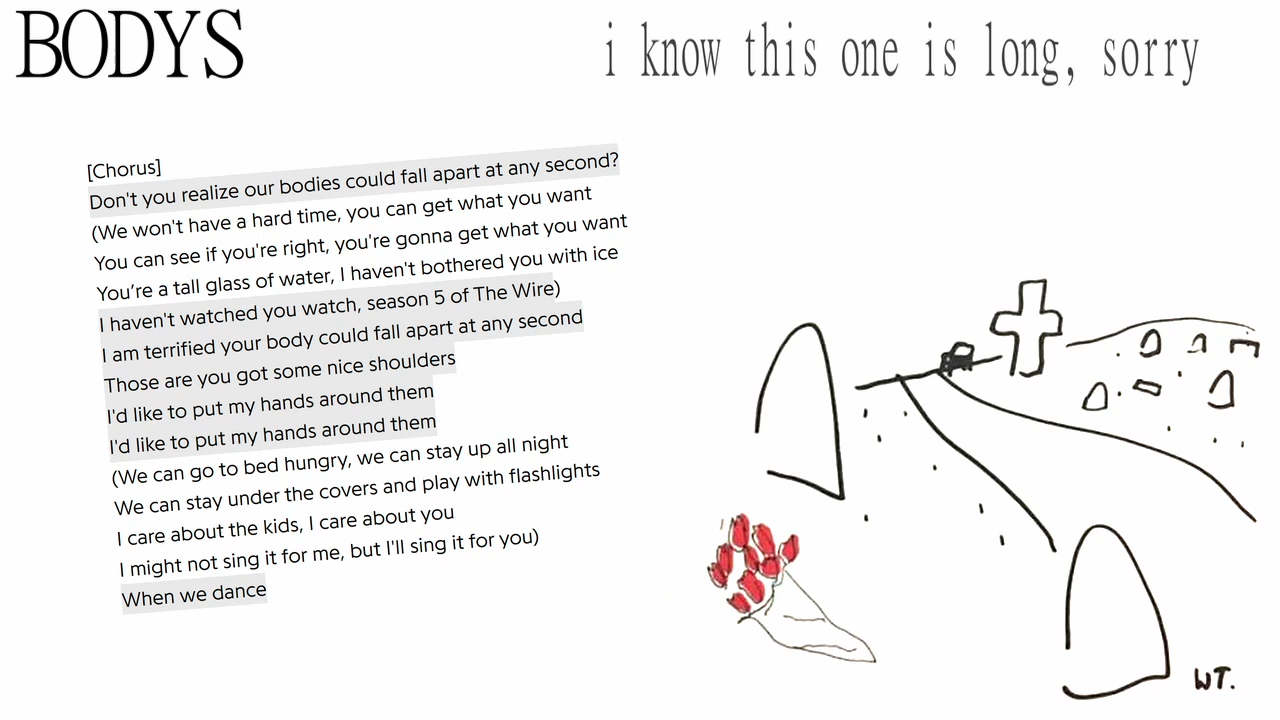 BODYS
i know this one is long, sorry
[Chorus]
Don't you realize our bodies could fall apart at any second?
(We won't have a hard time, you can get what you want
You can see if you're right, you're gonna get what you want
You’re a tall glass of water, I haven't bothered you with ice
I haven't watched you watch, season 5 of The Wire)
I am terrified your body could fall apart at any second
Those are you got some nice shoulders
I'd like to put my hands around them
I'd like to put my hands around them
(We can go to bed hungry, we can stay up all night
We can stay under the covers and play with flashlights
I care about the kids, I care about you
I might not sing it for me, but I'll sing it for you)
When we dance
WT.